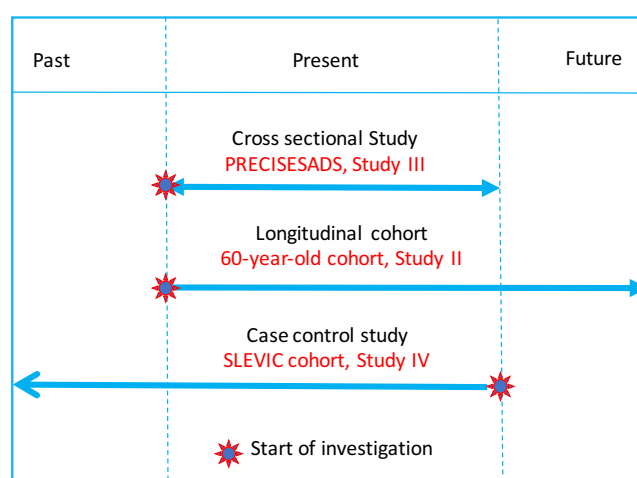 Past
Present
Future
Cross sectional Study
PRECISESADS, Study III
Longitudinal cohort
60-year-old cohort, Study II
Case control study
SLEVIC cohort, Study IV
Start of investigation